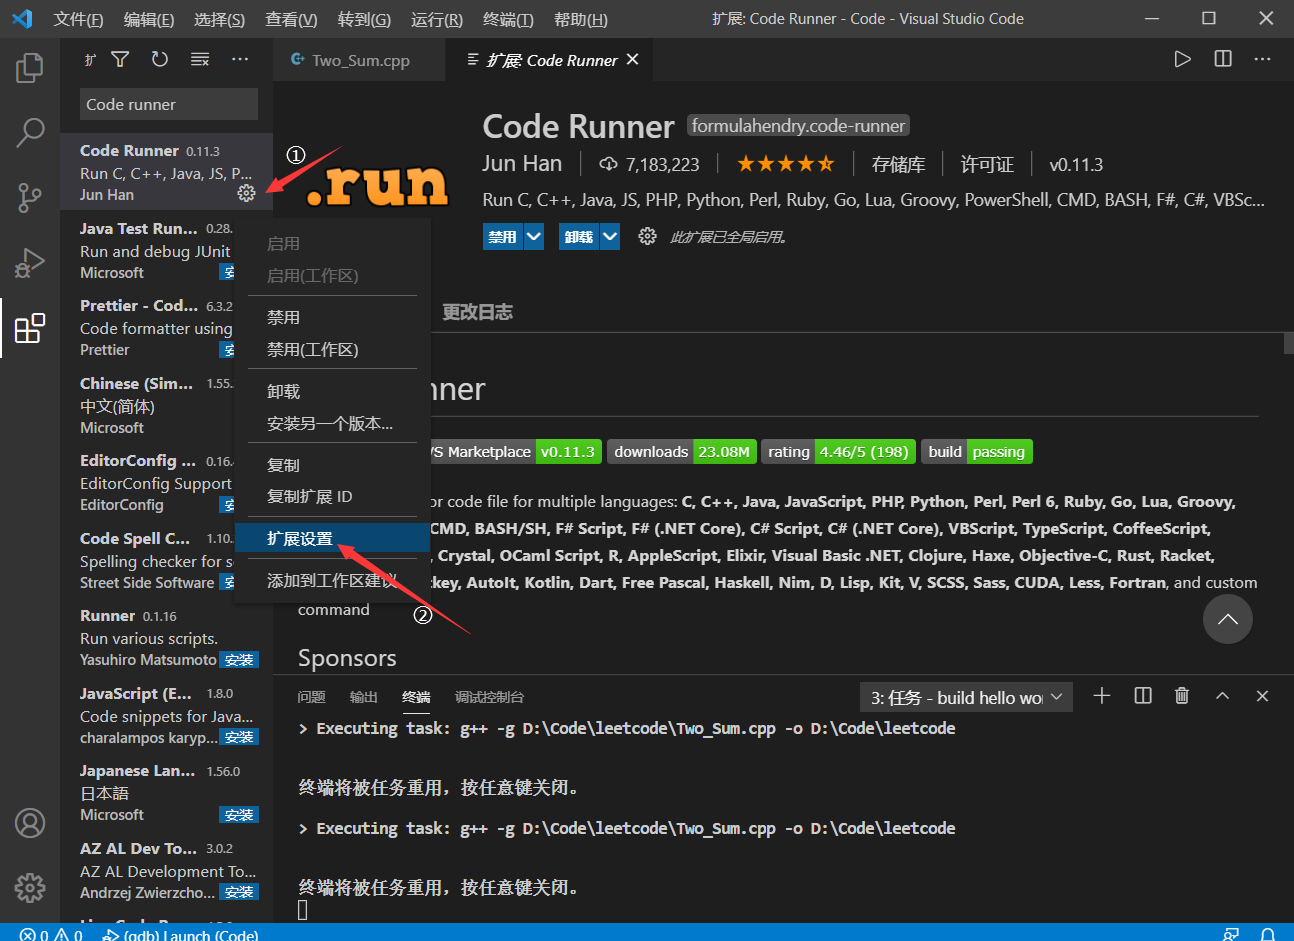 文件(F) 编辑(E) 选择(S) 查看(V) 转到(G) 运行(R) 终端(T) 帮助(H) 扩展: Code Runner - Code - Visual Studio Code
Two_Sum.cpp 扩展: Code Runner
Code runner
Code Runner 0.11.3
Run C, C++, Java, JS, P...
Jun Han
①
Java Test Run... 0.28.
Run and debug JUnit
Microsoft
Prettier - Cod... 6.3.2
Code formatter using
Prettier
Chinese (Sim... 1.55.
中文(简体)
Microsoft
EditorConfig ... 0.16.
EditorConfig Support
EditorConfig
Code Spell C... 1.10.
Spelling checker for s
Street Side Software
Runner 0.1.16
Run various scripts.
Yasuhiro Matsumoto 安装
JavaScript (E... 1.8.0
Code snippets for Java...
charalampos karyp... 安装
Japanese Lan... 1.56.0
日本語
Microsoft 安装
AZ AL Dev To... 3.0.2
AZ AL Development To...
Andrzej Zwierzcho... 安装
启用
启用(工作区)
禁用
禁用(工作区)
卸载
安装另一个版本...
复制
复制扩展 ID
扩展设置
添加到工作区建议
②
.run
Code Runner formulahendry.code-runner
Jun Han 7,183,223 存储库 许可证 v0.11.3
Run C, C++, Java, JS, PHP, Python, Perl, Ruby, Go, Lua, Groovy, PowerShell, CMD, BASH, F#, C#, VBSc...
禁用 卸载 此扩展已全局启用。
更改日志
nner
VS Marketplace v0.11.3 downloads 23.08M rating 4.46/5 (198) build passing
or code file for multiple languages: C, C++, Java, JavaScript, PHP, Python, Perl, Perl 6, Ruby, Go, Lua, Groovy,
CMD, BASH/SH, F# Script, F# (.NET Core), C# Script, C# (.NET Core), VBScript, TypeScript, CoffeeScript,
Crystal, OCaml Script, R, AppleScript, Elixir, Visual Basic .NET, Clojure, Haxe, Objective-C, Rust, Racket,
key, AutoIt, Kotlin, Dart, Free Pascal, Haskell, Nim, D, Lisp, Kit, V, SCSS, Sass, CUDA, Less, Fortran, and custom
command
Sponsors
问题 输出 终端 调试控制台 3: 任务 - build hello wo
> Executing task: g++ -g D:\Code\leetcode\Two_Sum.cpp -o D:\Code\leetcode
终端将被任务重用，按任意键关闭。
> Executing task: g++ -g D:\Code\leetcode\Two_Sum.cpp -o D:\Code\leetcode
终端将被任务重用，按任意键关闭。
0 0 (gdb) Launch (Code)